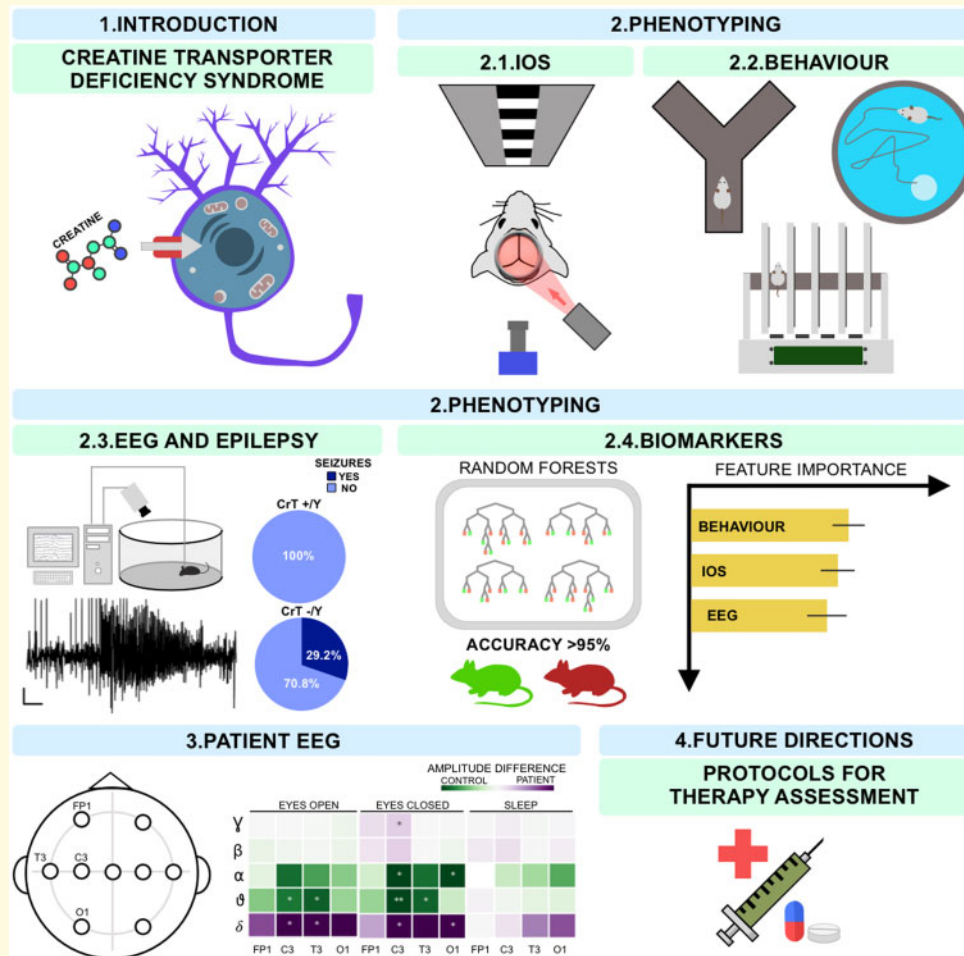 1.INTRODUCTION
CREATINE TRANSPORTER
DEFICIENCY SYNDROME
CREATINE
2.PHENOTYPING
2.1.IOS
2.2.BEHAVIOUR
2.PHENOTYPING
2.3.EEG AND EPILEPSY
SEIZURES
YES
NO
CrT +/Y
100%
CrT -/Y
29.2%
70.8%
2.4.BIOMARKERS
RANDOM FORESTS
ACCURACY >95%
FEATURE IMPORTANCE
BEHAVIOUR
IOS
EEG
3.PATIENT EEG
FP1
T3
C3
O1
AMPLITUDE DIFFERENCE
CONTROL PATIENT
EYES OPEN EYES CLOSED SLEEP
γ *
β
α * *
ϑ * * ** *
δ * * * *
FP1 C3 T3 O1 FP1 C3 T3 O1 FP1 C3 T3 O1
4.FUTURE DIRECTIONS
PROTOCOLS FOR
THERAPY ASSESSMENT